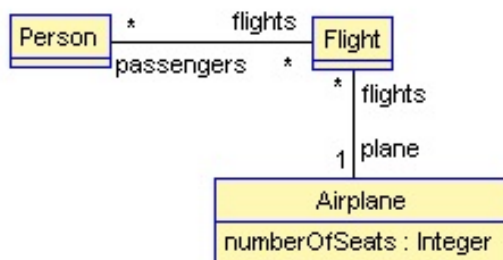 Person * flights Flight
passengers *
* flights
1 plane
Airplane
numberOfSeats : Integer